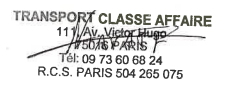 TRANSPORT CLASSE AFFAIRE
111 Av. Victor Hugo
75016 PARIS
Tél: 09 73 60 68 24
R.C.S. PARIS 504 265 075